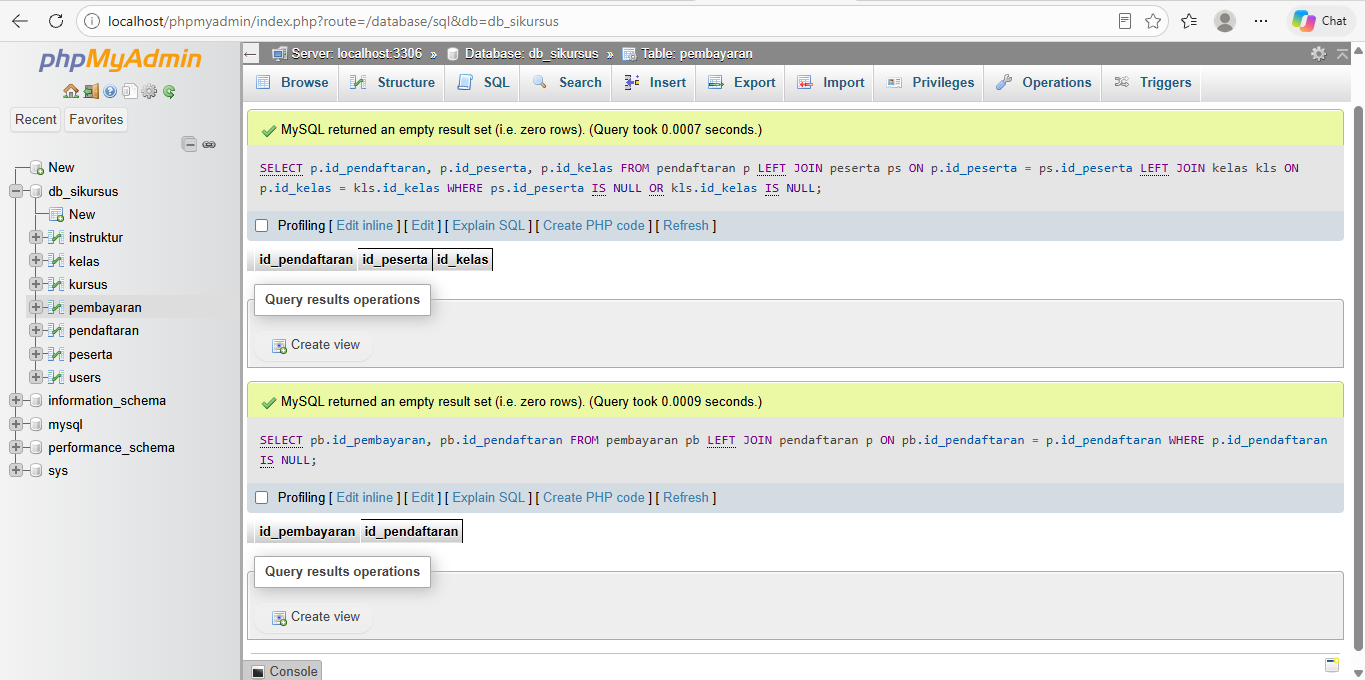 localhost/phpmyadmin/index.php?route=/database/sql&db=db_sikursus
Chat
phpMyAdmin
Recent
Favorites
New
db_sikursus
New
instruktur
kelas
kursus
pembayaran
pendaftaran
peserta
users
information_schema
mysql
performance_schema
sys
Server: localhost:3306 » Database: db_sikursus » Table: pembayaran
Browse Structure SQL Search Insert Export Import Privileges Operations Triggers
MySQL returned an empty result set (i.e. zero rows). (Query took 0.0007 seconds.)
SELECT p.id_pendaftaran, p.id_peserta, p.id_kelas FROM pendaftaran p LEFT JOIN peserta ps ON p.id_peserta = ps.id_peserta LEFT JOIN kelas kls ON
p.id_kelas = kls.id_kelas WHERE ps.id_peserta IS NULL OR kls.id_kelas IS NULL;
Profiling [ Edit inline ] [ Edit ] [ Explain SQL ] [ Create PHP code ] [ Refresh ]
id_pendaftaran id_peserta id_kelas
Query results operations
Create view
MySQL returned an empty result set (i.e. zero rows). (Query took 0.0009 seconds.)
SELECT pb.id_pembayaran, pb.id_pendaftaran FROM pembayaran pb LEFT JOIN pendaftaran p ON pb.id_pendaftaran = p.id_pendaftaran WHERE p.id_pendaftaran
IS NULL;
Profiling [ Edit inline ] [ Edit ] [ Explain SQL ] [ Create PHP code ] [ Refresh ]
id_pembayaran id_pendaftaran
Query results operations
Create view
Console